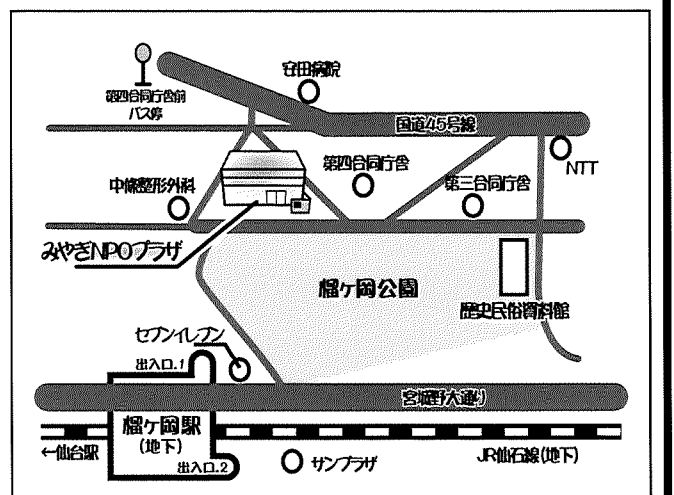 安田病院
第四合同庁舎前
バス停
国道45号線
NTT
第四合同庁舎
第三合同庁舎
中條整形外科
みやぎNPOプラザ
榴ヶ岡公園
歴史民俗資料館
セブンイレブン
出入口.1
宮城野大通り
榴ヶ岡駅
(地下)
←仙台駅
出入口.2
サンプラザ
JR仙石線(地下)